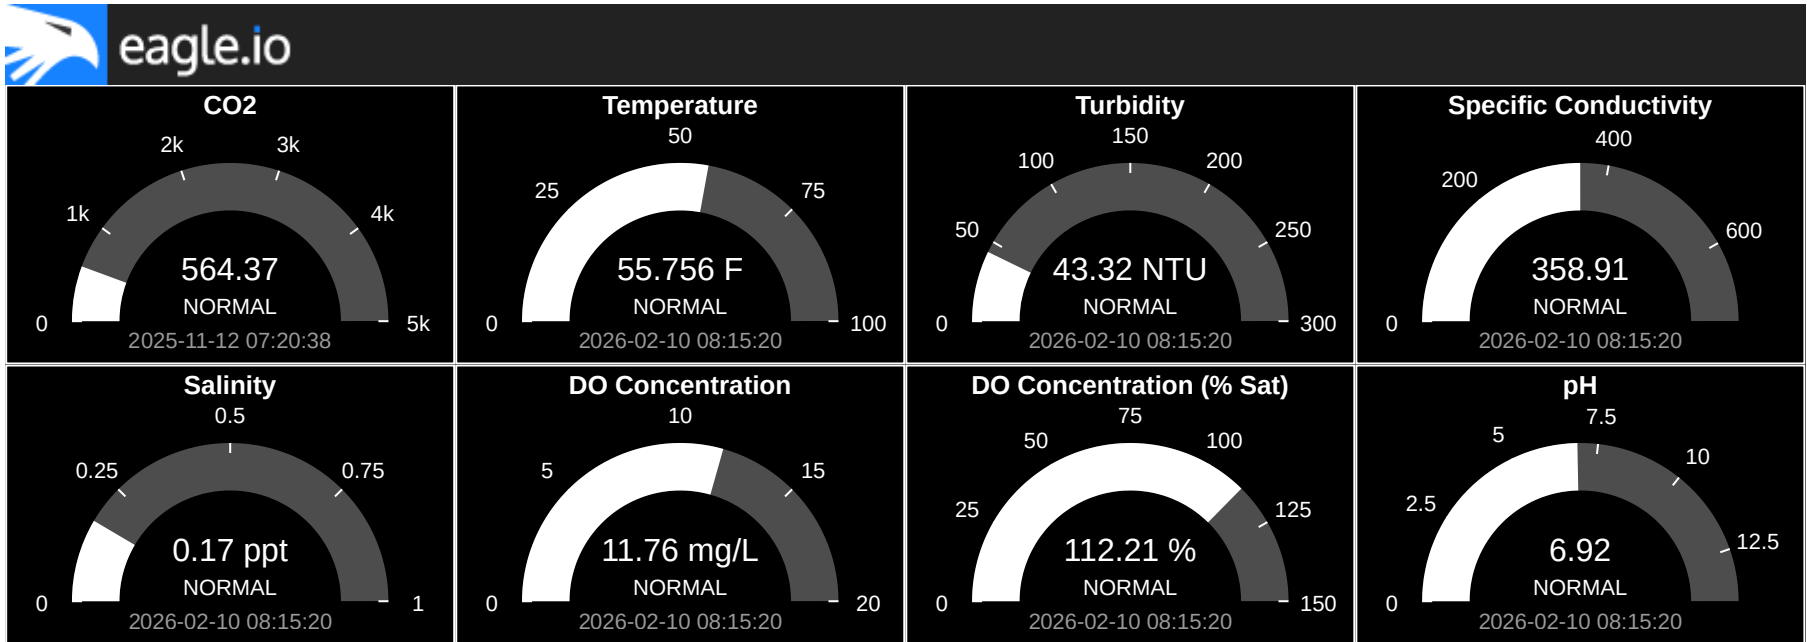 eagle.io
CO2
0
1k
2k
3k
4k
5k
564.37
NORMAL
2025-11-12 07:20:38
Temperature
0
25
50
75
100
55.756 F
NORMAL
2026-02-10 08:15:20
Turbidity
0
50
100
150
200
250
300
43.32 NTU
NORMAL
2026-02-10 08:15:20
Specific Conductivity
0
200
400
600
358.91
NORMAL
2026-02-10 08:15:20
Salinity
0
0.25
0.5
0.75
1
0.17 ppt
NORMAL
2026-02-10 08:15:20
DO Concentration
0
5
10
15
20
11.76 mg/L
NORMAL
2026-02-10 08:15:20
DO Concentration (% Sat)
0
25
50
75
100
125
150
112.21 %
NORMAL
2026-02-10 08:15:20
pH
0
2.5
5
7.5
10
12.5
6.92
NORMAL
2026-02-10 08:15:20